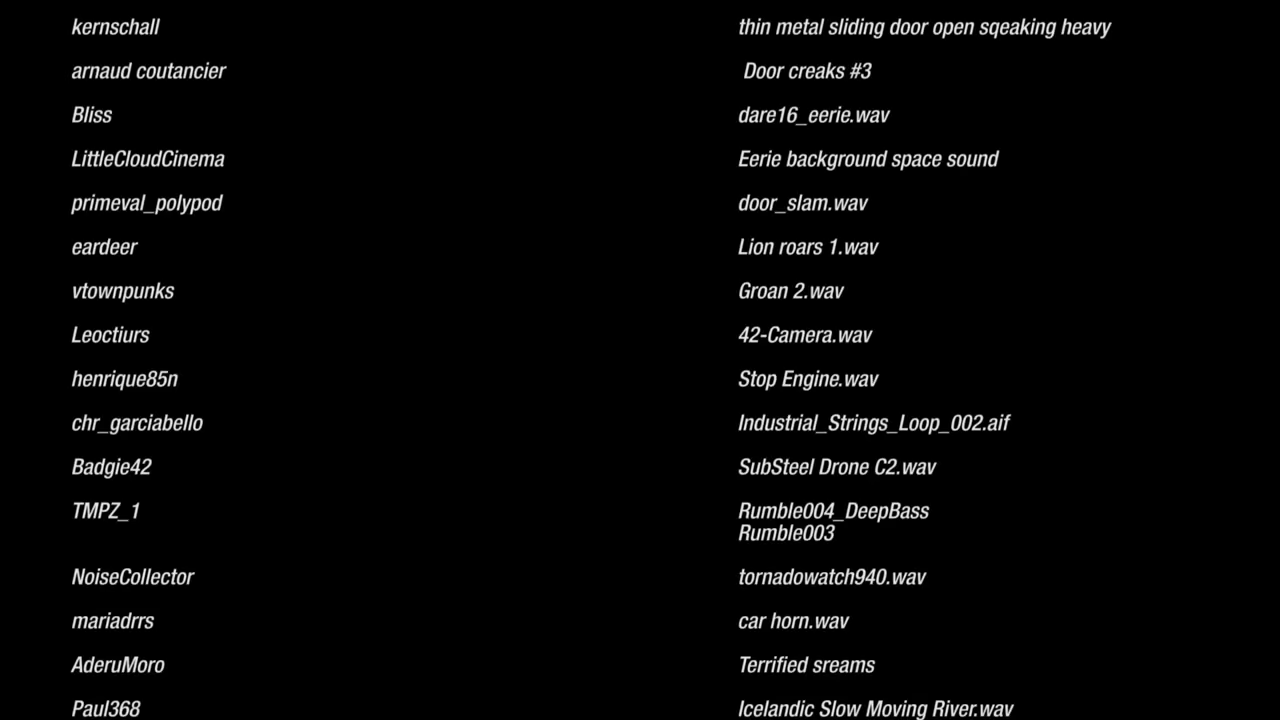 kernschall thin metal sliding door open sqeaking heavy
arnaud coutancier Door creaks #3
Bliss dare16_eerie.wav
LittleCloudCinema Eerie background space sound
primeval_polypod door_slam.wav
eardeer Lion roars 1.wav
vtownpunks Groan 2.wav
Leoctiurs 42-Camera.wav
henrique85n Stop Engine.wav
chr_garciabello Industrial_Strings_Loop_002.aif
Badgie42 SubSteel Drone C2.wav
TMPZ_1 Rumble004_DeepBass
Rumble003
NoiseCollector tornadowatch940.wav
mariadrrs car horn.wav
AderuMoro Terrified sreams
Paul368 Icelandic Slow Moving River.wav